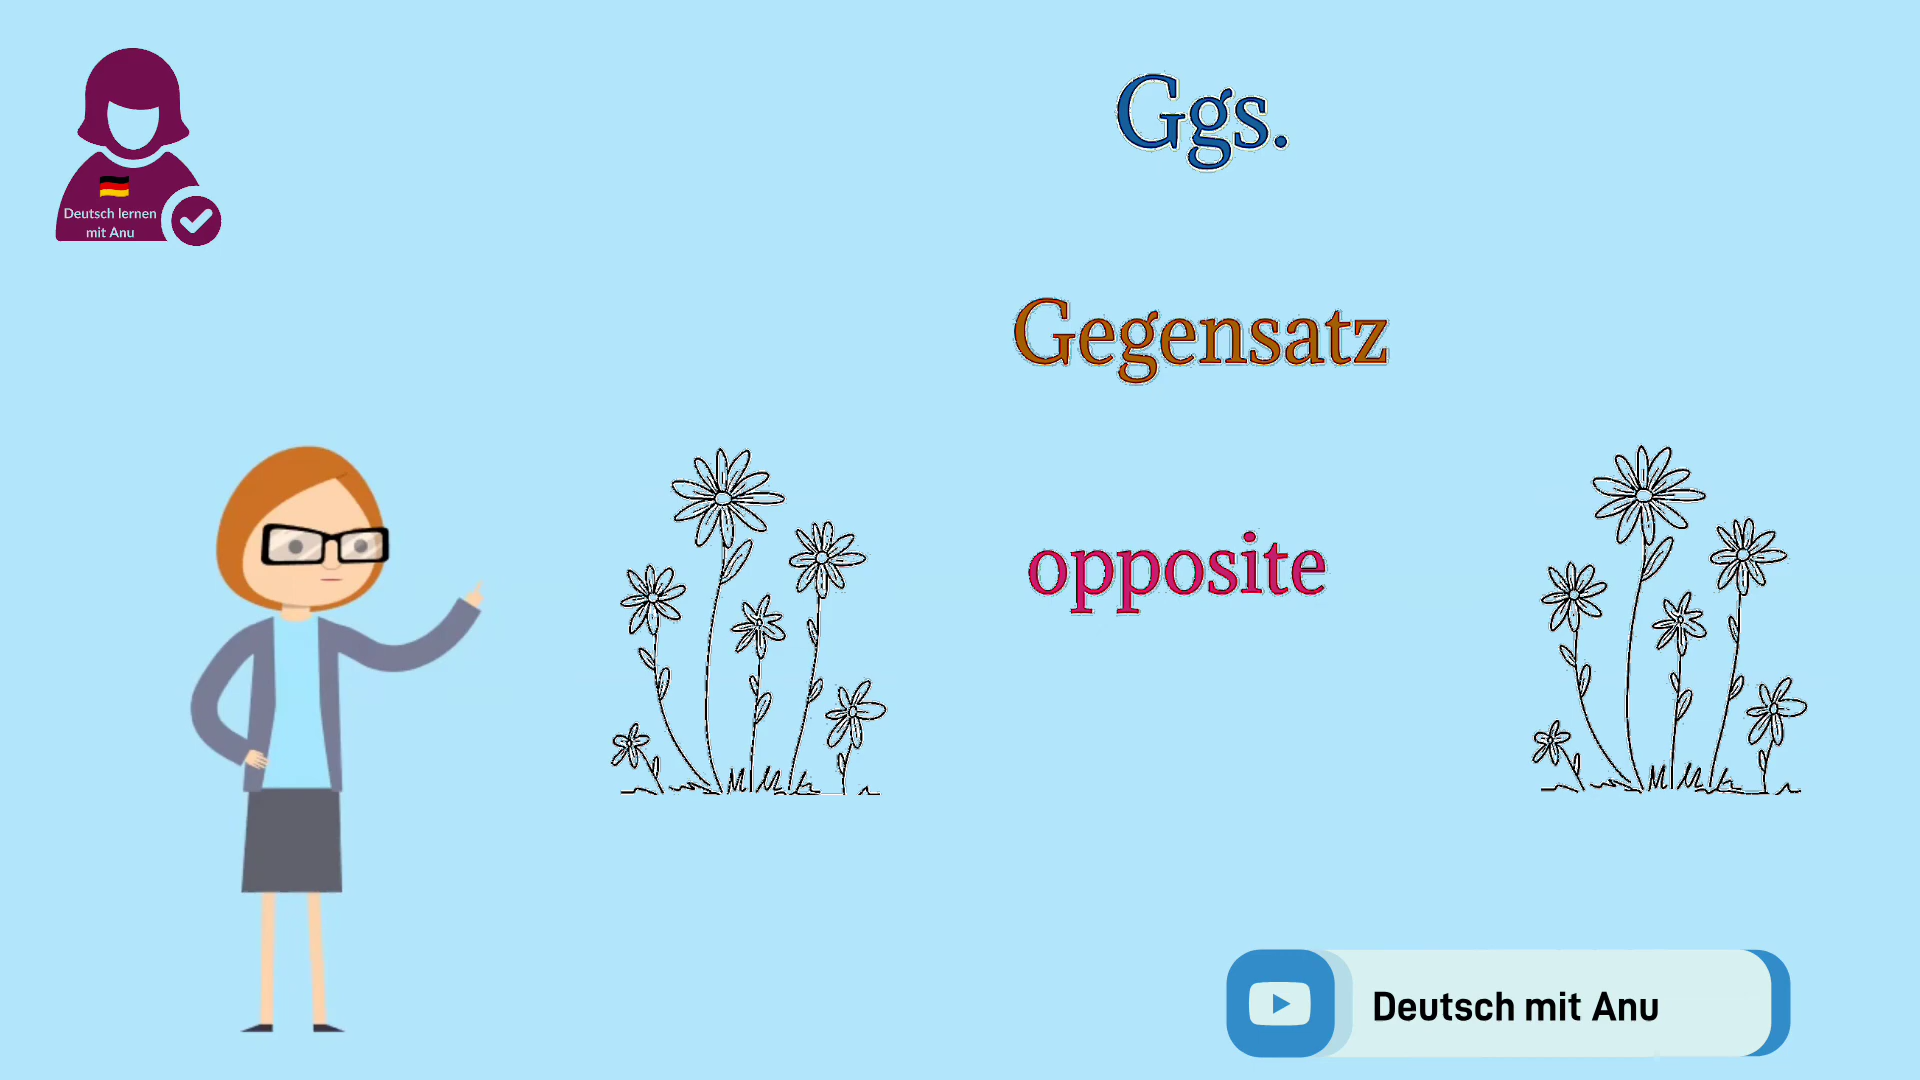 Deutsch lernen
mit Anu
Ggs.
Gegensatz
opposite
Deutsch mit Anu